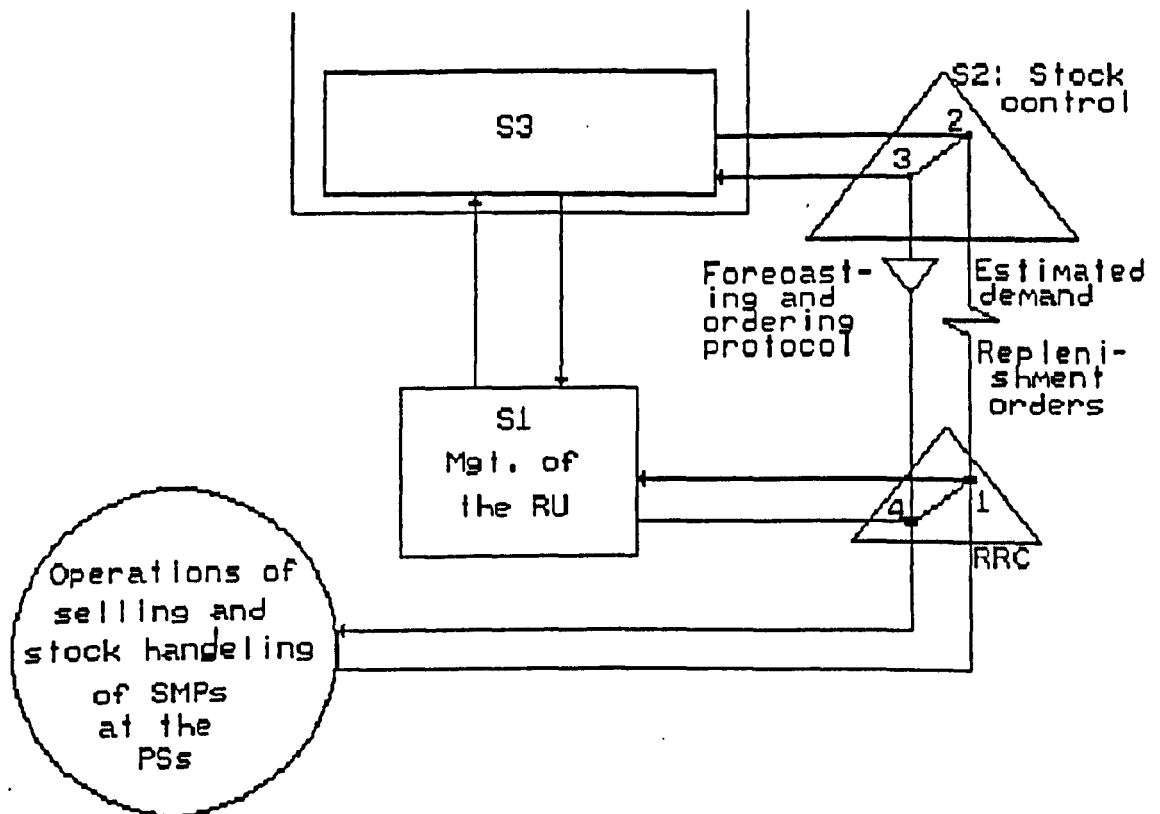 S3
S2: Stock
control
2
3
Forecast-
ing and
ordering
protocol
Estimated
demand
Repleni-
shment
orders
S1
Mgt. of
the RU
4
1
RRC
Operations of
selling and
stock handeling
of SMPs
at the
PSs